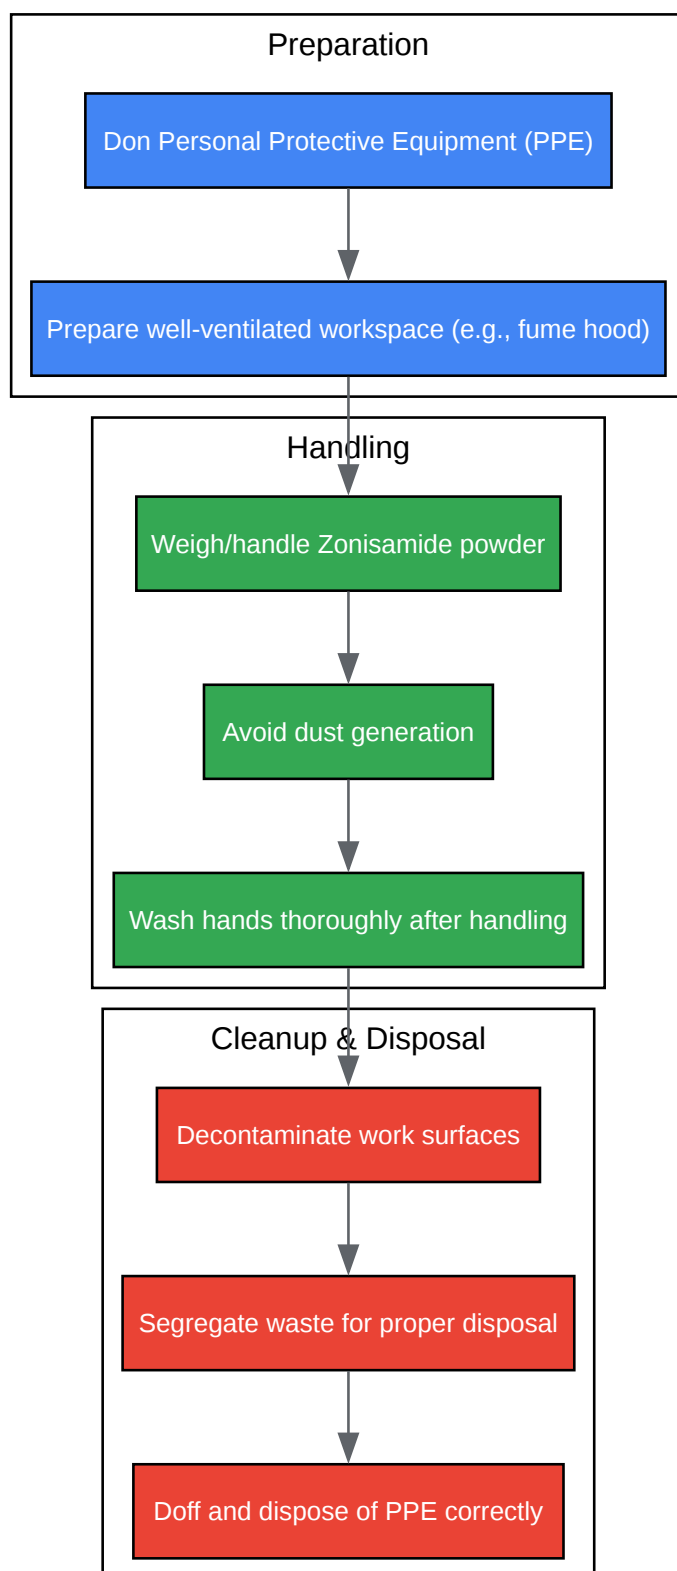 Preparation
Don Personal Protective Equipment (PPE)
Prepare well-ventilated workspace (e.g., fume hood)
Handling
Weigh/handle Zonisamide powder
Avoid dust generation
Wash hands thoroughly after handling
Cleanup & Disposal
Decontaminate work surfaces
Segregate waste for proper disposal
Doff and dispose of PPE correctly